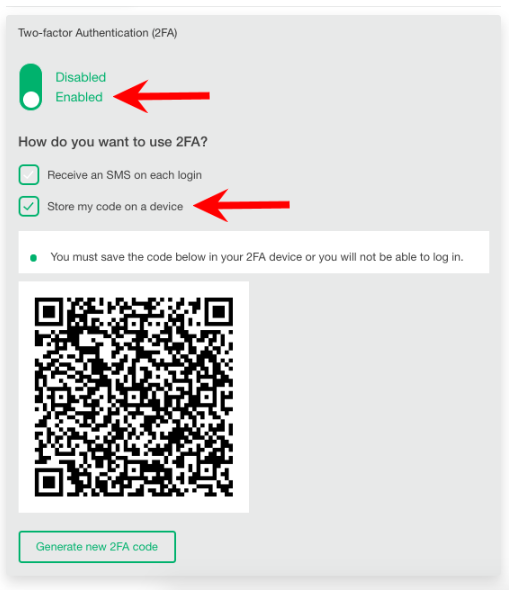 Two-factor Authentication (2FA)
Disabled
Enabled
How do you want to use 2FA?
Receive an SMS on each login
Store my code on a device
You must save the code below in your 2FA device or you will not be able to log in.
Generate new 2FA code